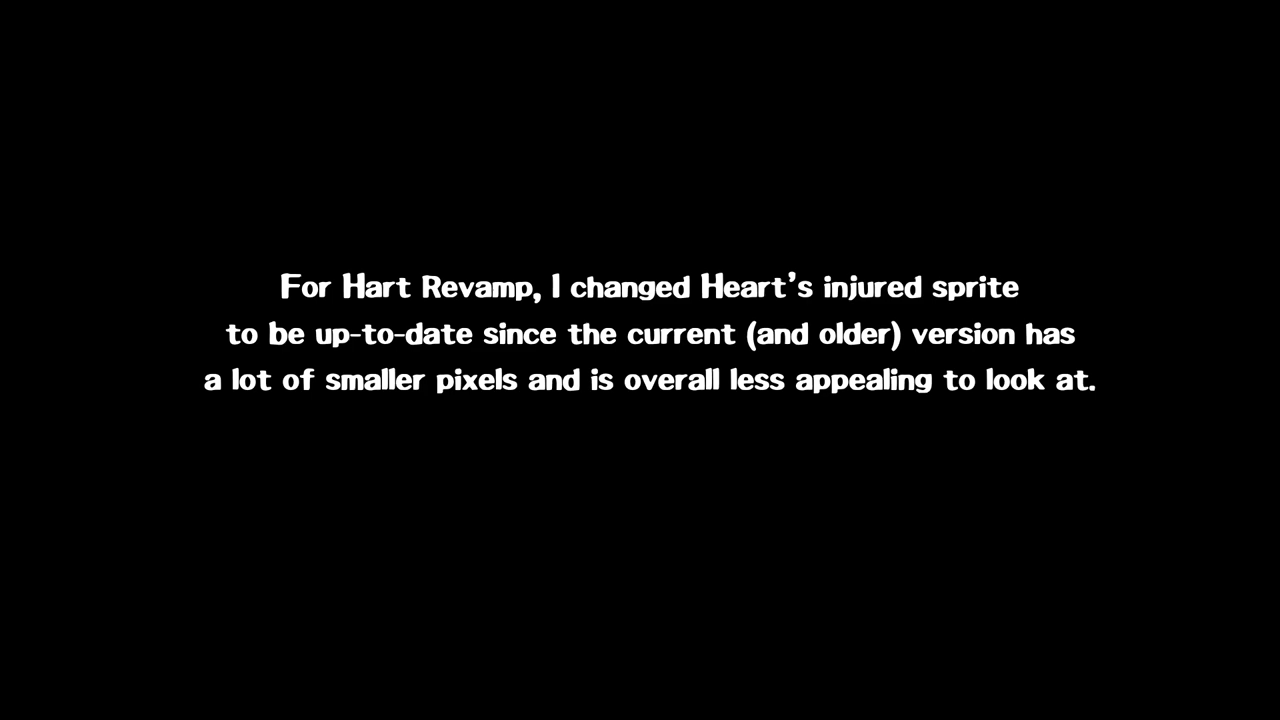 For Hart Revamp, I changed Heart's injured sprite
to be up-to-date since the current (and older) version has
a lot of smaller pixels and is overall less appealing to look at.